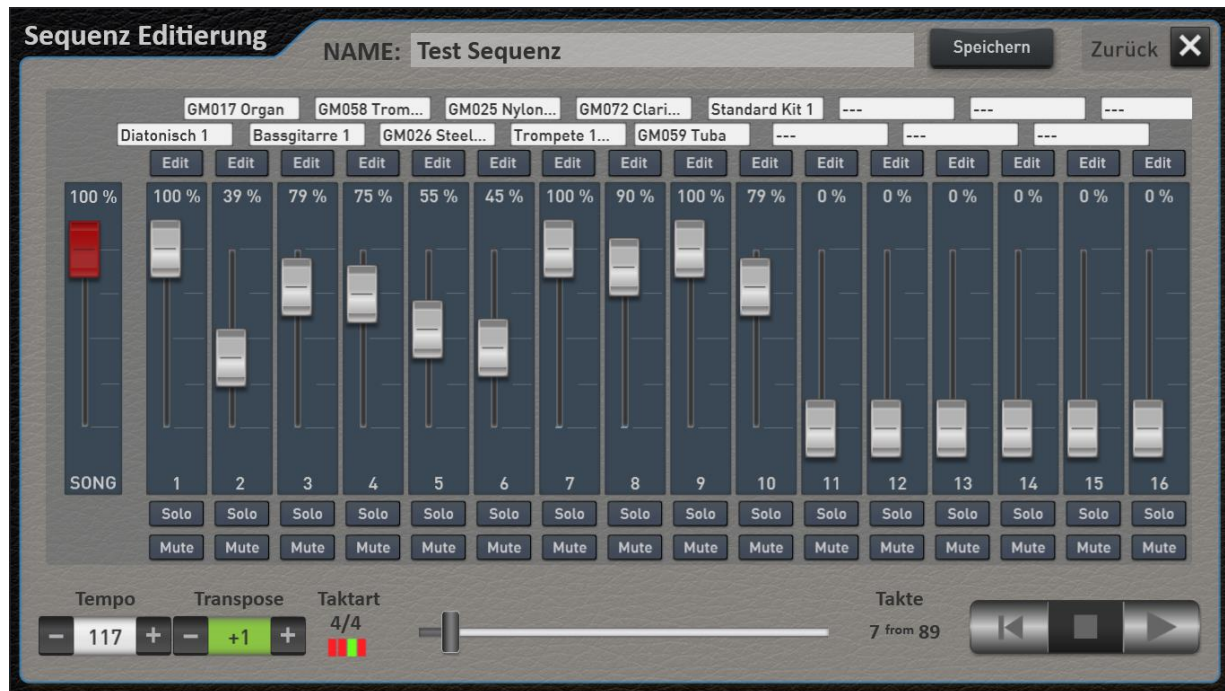 Sequenz Editierung
NAME: Test Sequenz
Speichern
Zurück
GM017 Organ GM058 Trom... GM025 Nylon... GM072 Clari... Standard Kit 1 --- --- ---
Diatonisch 1 Bassgitarre 1 GM026 Steel... Trompete 1... GM059 Tuba --- --- ---
Edit Edit Edit Edit Edit Edit Edit Edit Edit Edit Edit Edit Edit Edit Edit Edit
100 % 100 % 39 % 79 % 75 % 55 % 45 % 100 % 90 % 100 % 79 % 0 % 0 % 0 % 0 % 0 % 0 %
SONG 1 2 3 4 5 6 7 8 9 10 11 12 13 14 15 16
Solo Solo Solo Solo Solo Solo Solo Solo Solo Solo Solo Solo Solo Solo Solo Solo
Mute Mute Mute Mute Mute Mute Mute Mute Mute Mute Mute Mute Mute Mute Mute Mute
Tempo Transpose Taktart Takte
− 117 + − +1 + 4/4 7 from 89